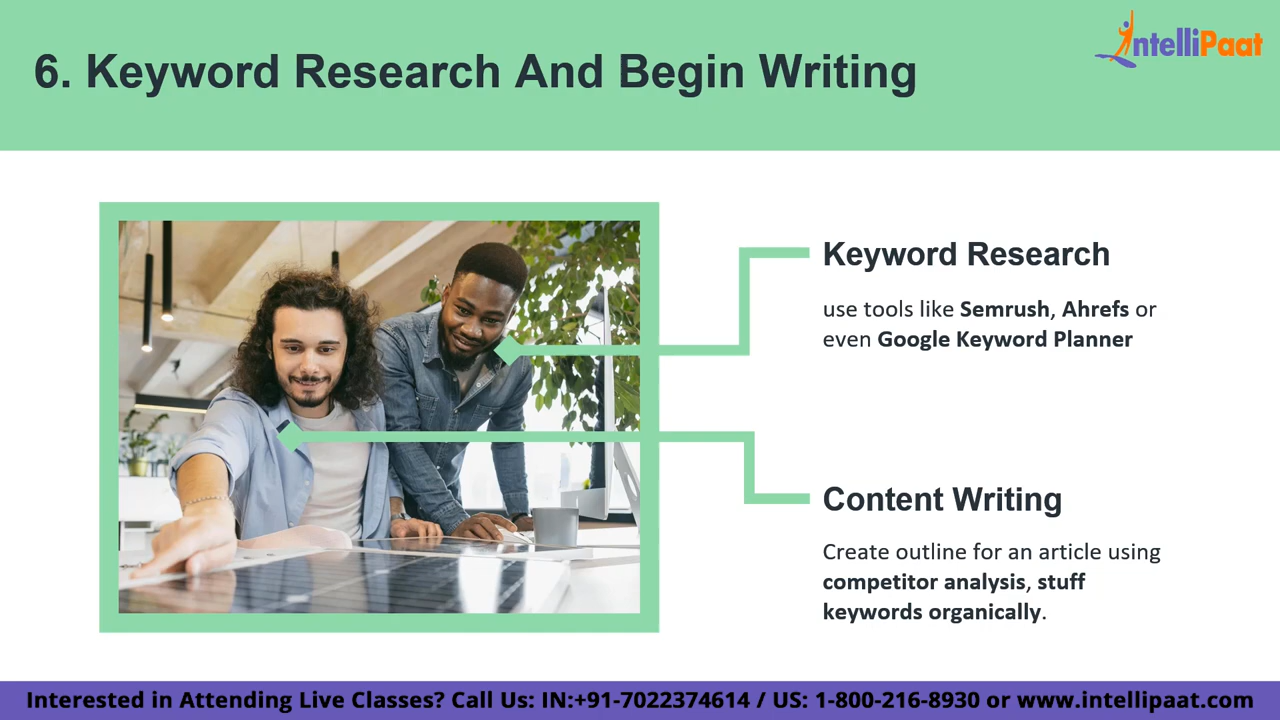 6. Keyword Research And Begin Writing
IntelliPaat
Keyword Research
use tools like Semrush, Ahrefs or
even Google Keyword Planner
Content Writing
Create outline for an article using
competitor analysis, stuff
keywords organically.
Interested in Attending Live Classes? Call Us: IN:+91-7022374614 / US: 1-800-216-8930 or www.intellipaat.com